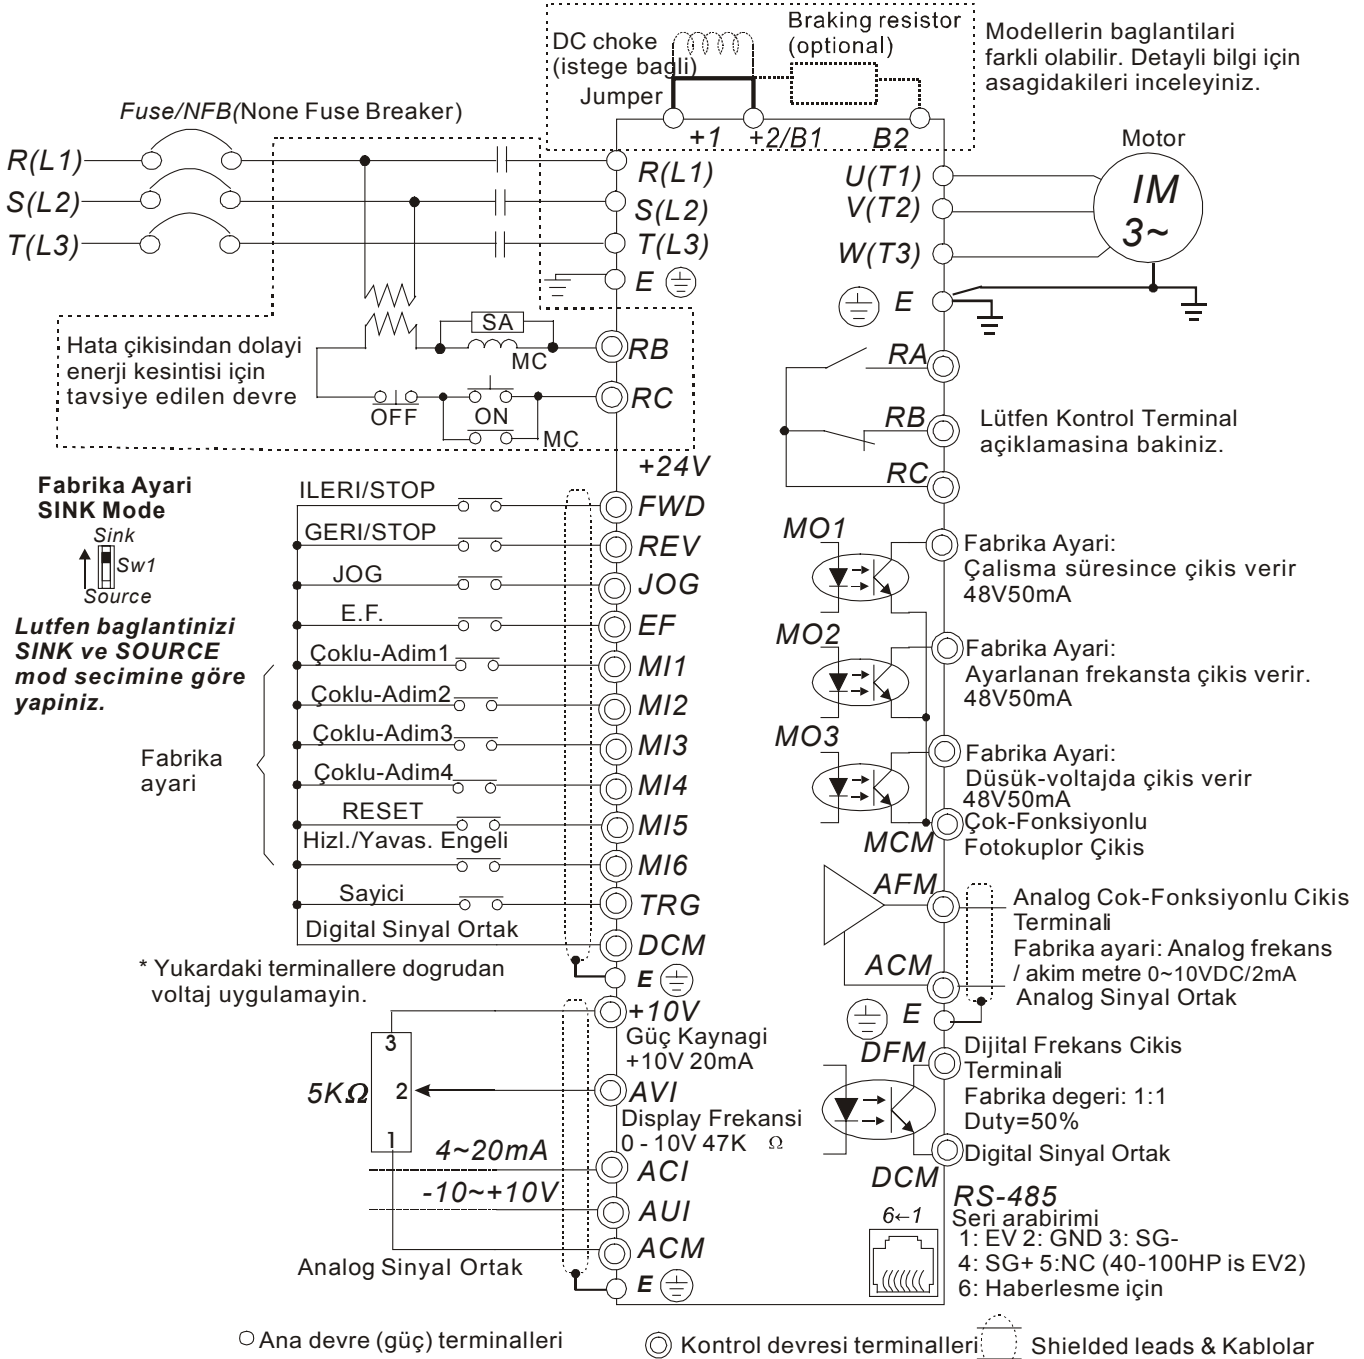 DC choke
(istege bagli)
Jumper
Braking resistor
(optional)
Modellerin baglantilari
farkli olabilir. Detayli bilgi için
asagidakileri inceleyiniz.
+1
+2/B1
B2
Fuse/NFB(None Fuse Breaker)
R(L1)
S(L2)
T(L3)
R(L1)
S(L2)
T(L3)
E
U(T1)
V(T2)
W(T3)
E
Motor
IM
3~
Hata çikisindan dolayi
enerji kesintisi için
tavsiye edilen devre
SA
MC
RB
OFF
ON
MC
RC
RA
RB
RC
Lütfen Kontrol Terminal
açiklamasina bakiniz.
Fabrika Ayari
SINK Mode
Sink
Sw1
Source
Lutfen baglantinizi
SINK ve SOURCE
mod secimine göre
yapiniz.
Fabrika
ayari
+24V
ILERI/STOP
FWD
GERI/STOP
REV
JOG
JOG
E.F.
EF
Çoklu-Adim1
MI1
Çoklu-Adim2
MI2
Çoklu-Adim3
MI3
Çoklu-Adim4
MI4
RESET
MI5
Hizl./Yavas. Engeli
MI6
Sayici
TRG
Digital Sinyal Ortak
DCM
E
* Yukardaki terminallere dogrudan
voltaj uygulamayin.
+10V
Güç Kaynagi
+10V 20mA
3
5KΩ
2
1
AVI
Display Frekansi
0 - 10V 47K Ω
4~20mA
ACI
-10~+10V
AUI
ACM
Analog Sinyal Ortak
E
MO1
Fabrika Ayari:
Çalisma süresince çikis verir
48V50mA
MO2
Fabrika Ayari:
Ayarlanan frekansta çikis verir.
48V50mA
MO3
Fabrika Ayari:
Düsük-voltajda çikis verir
48V50mA
MCM
Çok-Fonksiyonlu
Fotokuplor Çikis
AFM
Analog Cok-Fonksiyonlu Cikis
Terminali
Fabrika ayari: Analog frekans
/ akim metre 0~10VDC/2mA
ACM
Analog Sinyal Ortak
E
DFM
Dijital Frekans Cikis
Terminali
Fabrika degeri: 1:1
Duty=50%
Digital Sinyal Ortak
DCM
6←1
RS-485
Seri arabirimi
1: EV 2: GND 3: SG-
4: SG+ 5:NC (40-100HP is EV2)
6: Haberlesme için
Ana devre (güç) terminalleri
Kontrol devresi terminalleri
Shielded leads & Kablolar